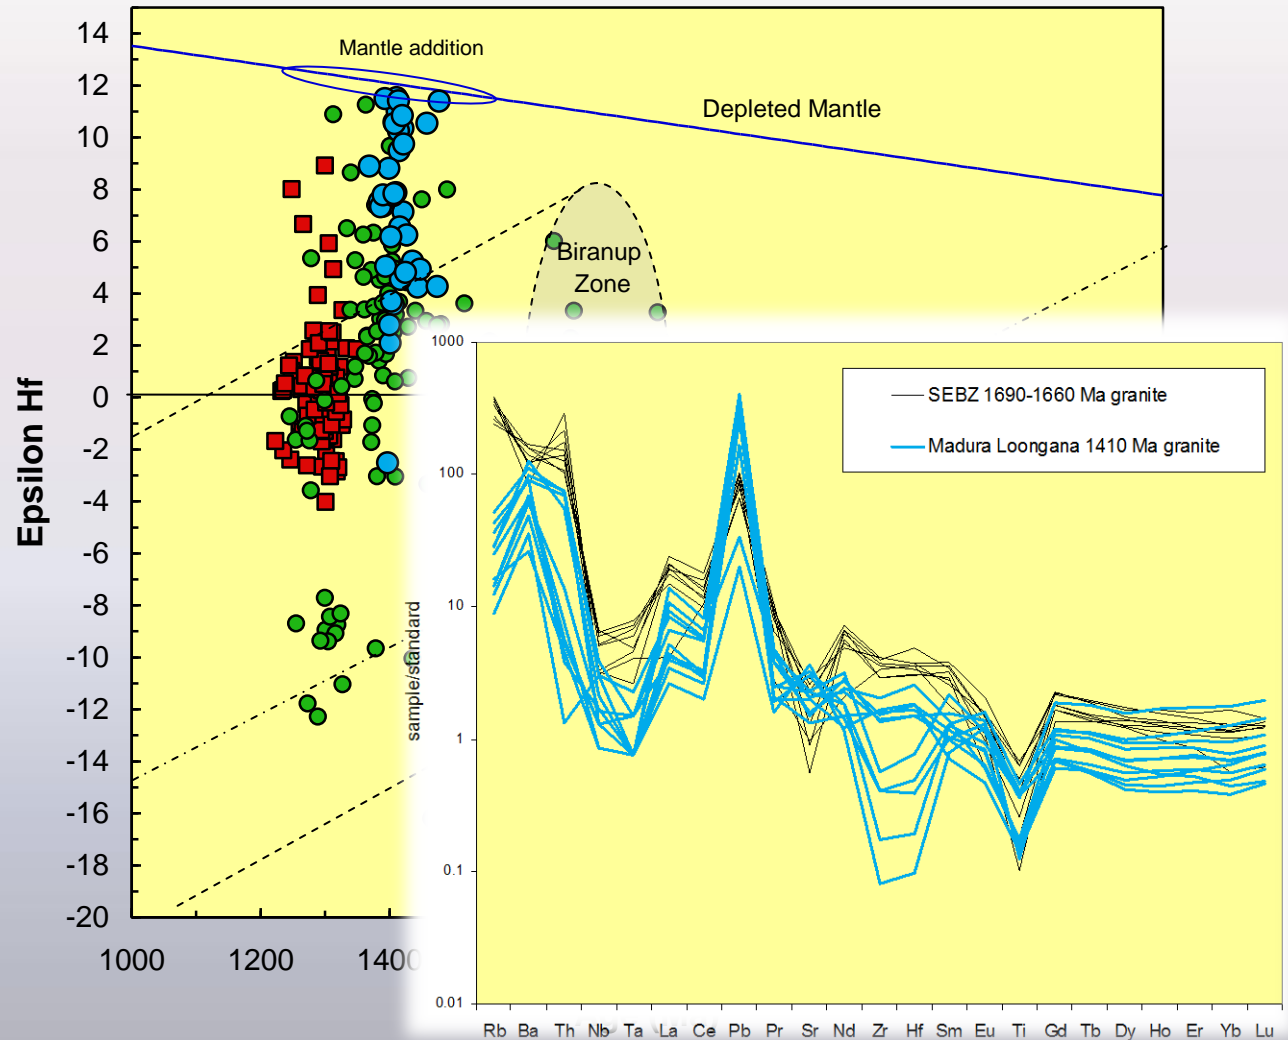 14
12
10
8
6
4
2
0
-2
-4
-6
-8
-10
-12
-14
-16
-18
-20
Epsilon Hf
Mantle addition
Depleted Mantle
Biranup
Zone
1000 1200 1400
1000
100
10
1
0.1
0.01
sample/standard
SEBZ 1690-1660 Ma granite
Madura Loongana 1410 Ma granite
Rb Ba Th Nb Ta La Ce Pb Pr Sr Nd Zr Hf Sm Eu Ti Gd Tb Dy Ho Er Yb Lu